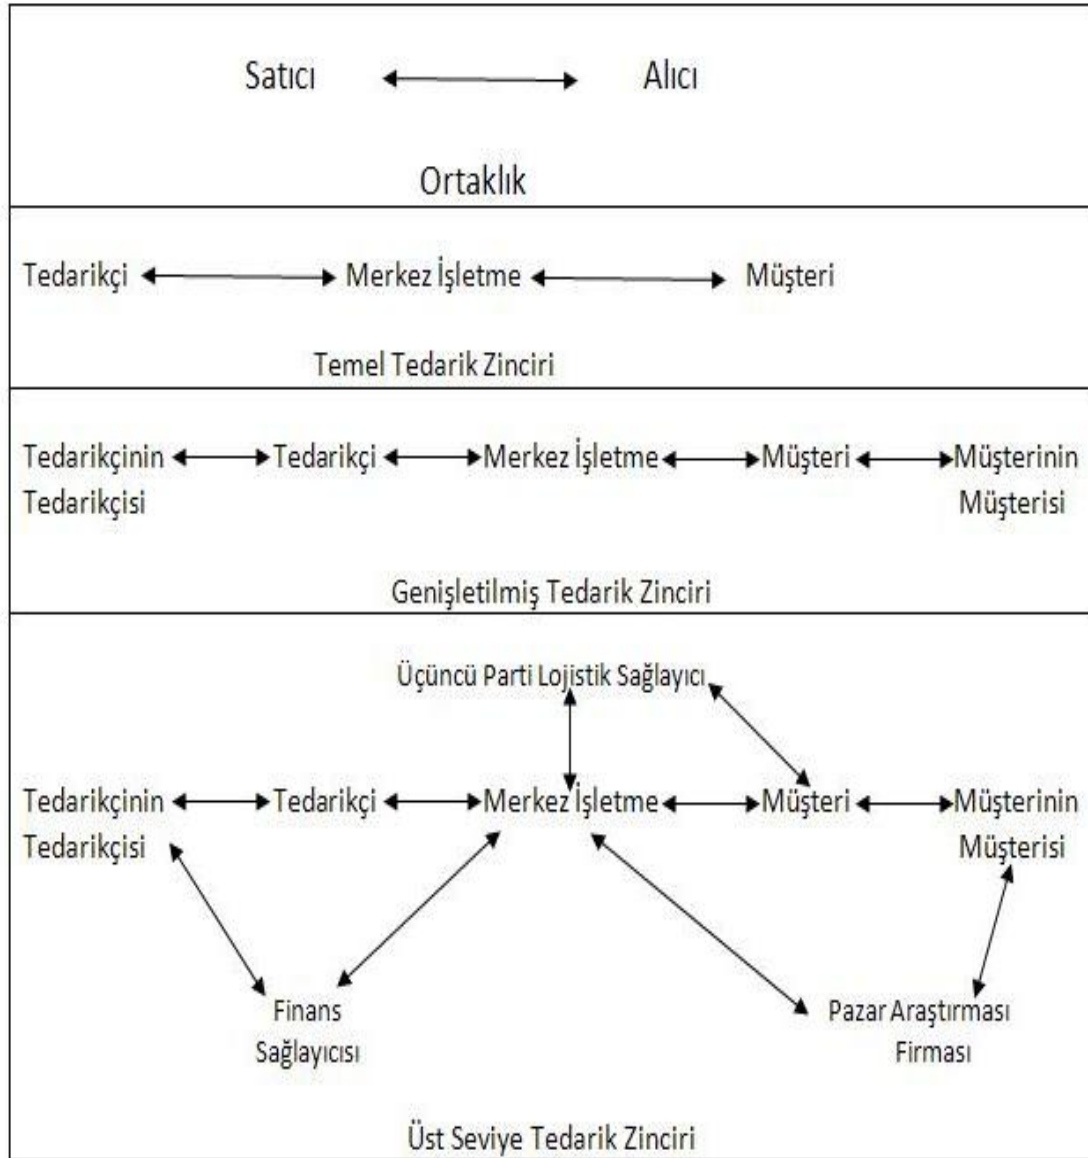 Satıcı Alıcı
Ortaklık
Tedarikçi Merkez İşletme Müşteri
Temel Tedarik Zinciri
Tedarikçinin Tedarikçi Merkez İşletme Müşteri Müşterinin
Tedarikçisi Müşterisi
Genişletilmiş Tedarik Zinciri
Üçüncü Parti Lojistik Sağlayıcı
Tedarikçinin Tedarikçi Merkez İşletme Müşteri Müşterinin
Tedarikçisi Müşterisi
Finans Pazar Araştırması
Sağlayıcısı Firması
Üst Seviye Tedarik Zinciri